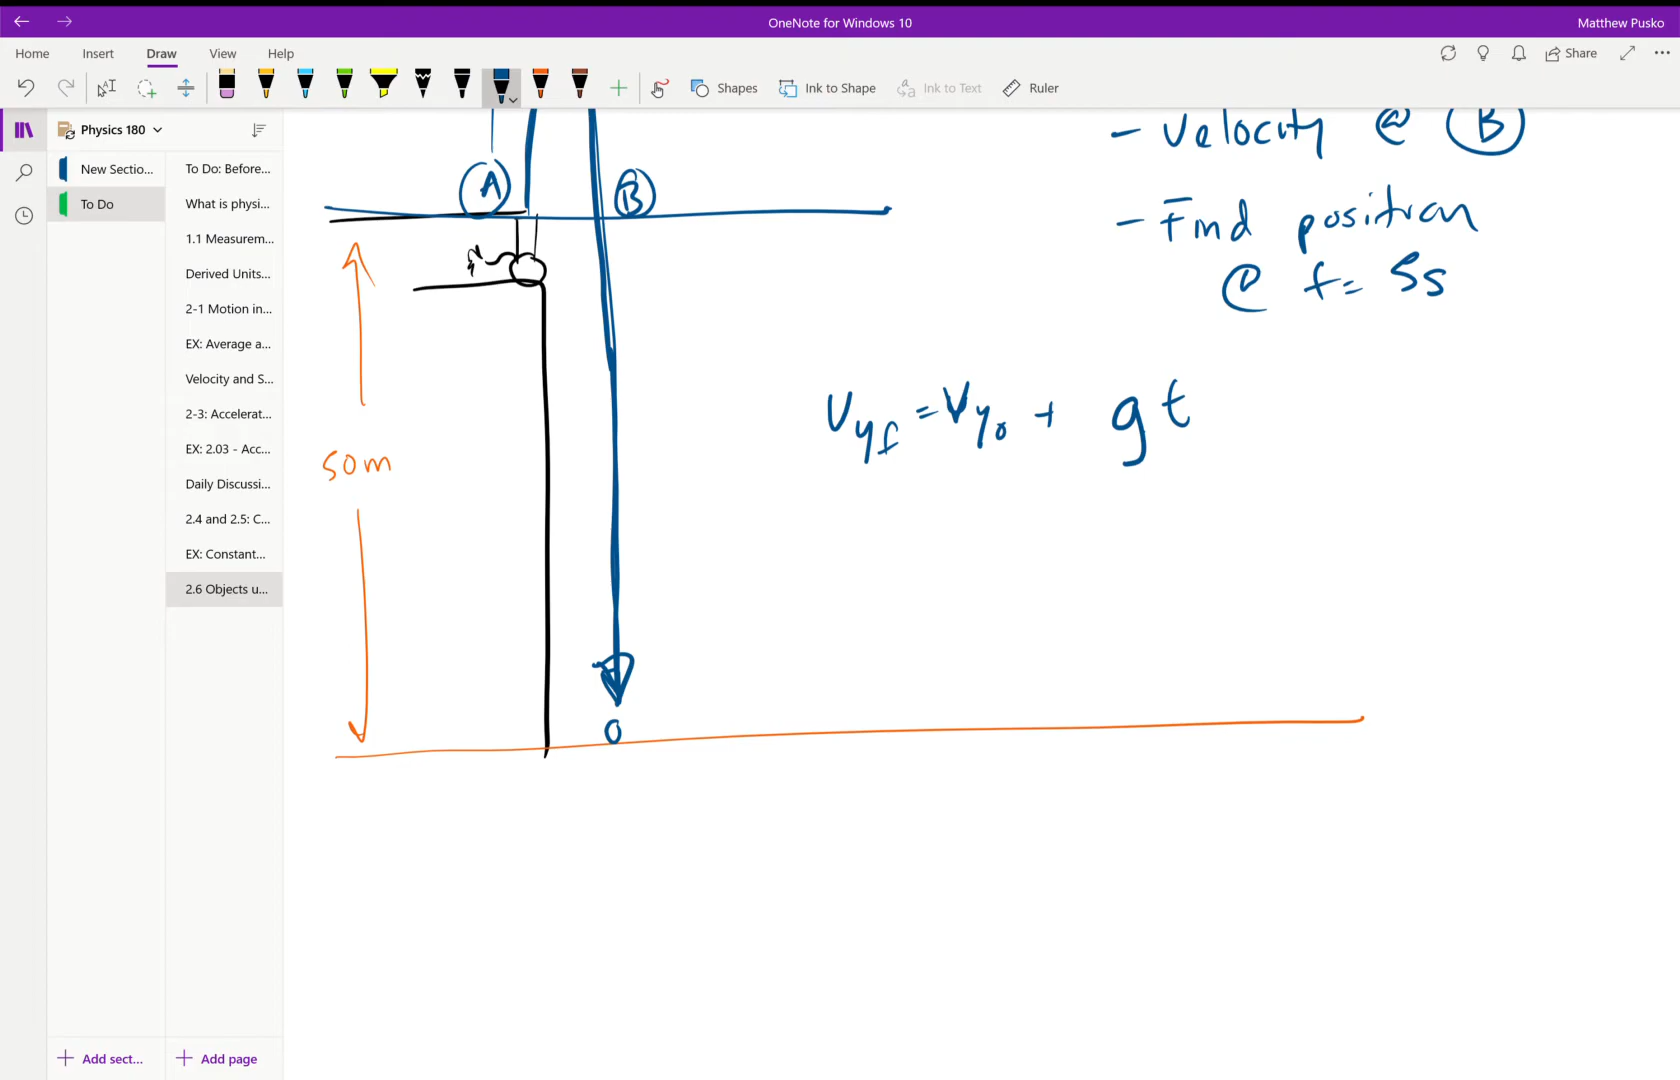 OneNote for Windows 10
Matthew Pusko
Home Insert Draw View Help
Share
Shapes
Ink to Shape
Ink to Text
Ruler
Physics 180
New Sectio...
To Do
To Do: Before...
What is physi...
1.1 Measurem...
Derived Units...
2-1 Motion in...
EX: Average a...
Velocity and S...
2-3: Accelerat...
EX: 2.03 - Acc...
Daily Discussi...
2.4 and 2.5: C...
EX: Constant...
2.6 Objects u...
Add sect...
Add page
A
B
50m
0
- Velocity @ B
- Find position
@ t= 5s
Vyf = Vyo + gt